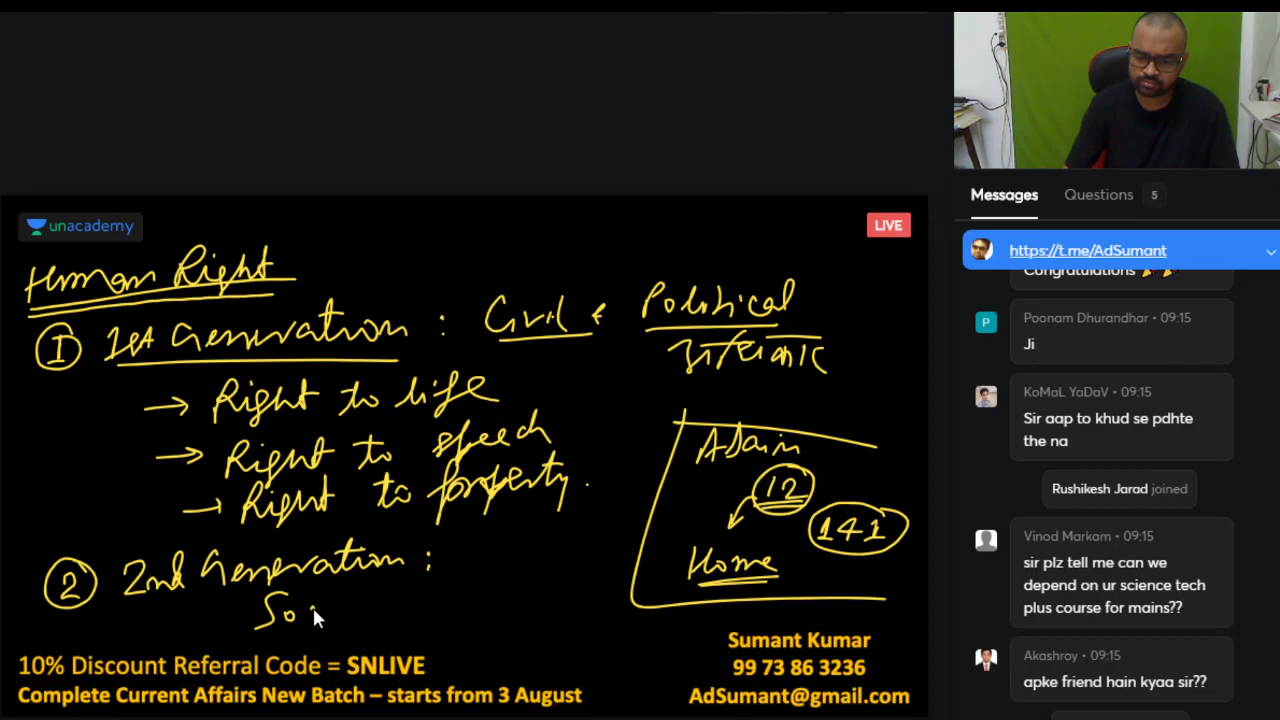 unacademy
LIVE
Human Right
① 1st Generation : Civil & Political
→ Right to life
→ Right to speech
→ Right to property.
12
141
Home
② 2nd Generation :
So
10% Discount Referral Code = SNLIVE
Complete Current Affairs New Batch – starts from 3 August
Sumant Kumar
99 73 86 3236
AdSumant@gmail.com
Messages Questions 5
https://t.me/AdSumant
Congratulations 🎉 🎉
P
Poonam Dhurandhar • 09:15
Ji
KoMaL YaDaV • 09:15
Sir aap to khud se pdhte
the na
Rushikesh Jarad joined
Vinod Markam • 09:15
sir plz tell me can we
depend on ur science tech
plus course for mains??
Akashroy • 09:15
apke friend hain kyaa sir??